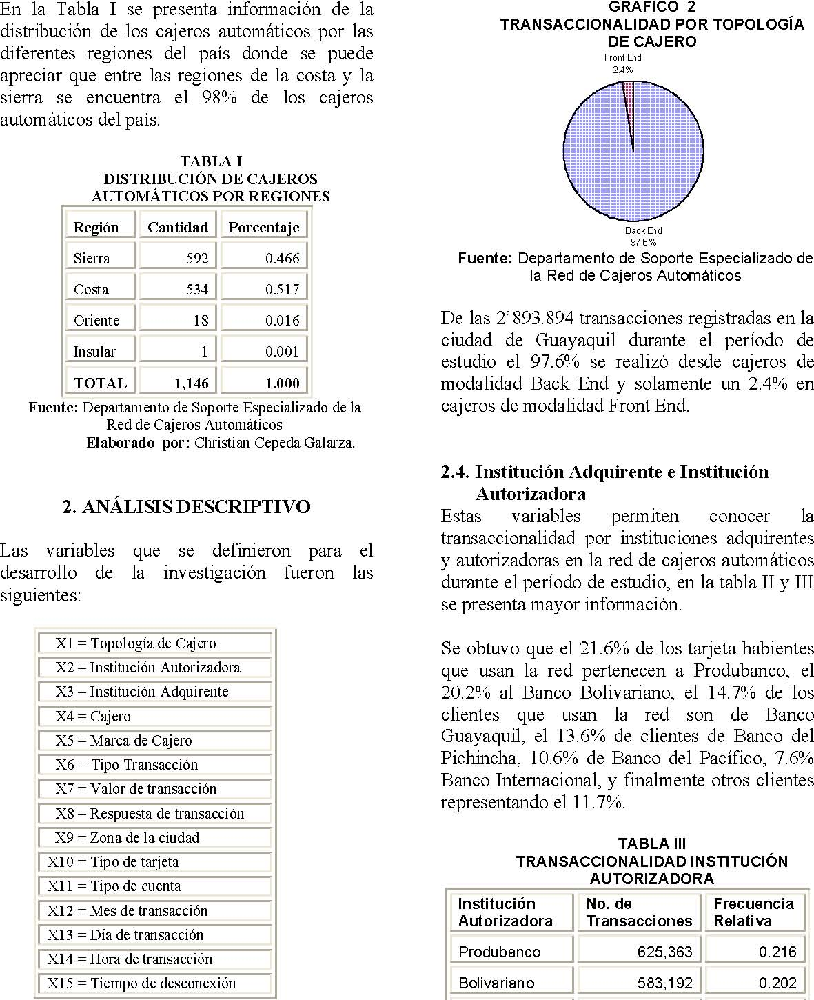 En la Tabla I se presenta información de la
distribución de los cajeros automáticos por las
diferentes regiones del país donde se puede
apreciar que entre las regiones de la costa y la
sierra se encuentra el 98% de los cajeros
automáticos del país.
TABLA I
DISTRIBUCIÓN DE CAJEROS
AUTOMÁTICOS POR REGIONES
Región Cantidad Porcentaje
Sierra 592 0.466
Costa 534 0.517
Oriente 18 0.016
Insular 1 0.001
TOTAL 1,146 1.000
Fuente: Departamento de Soporte Especializado de la
Red de Cajeros Automáticos
Elaborado por: Christian Cepeda Galarza.
2. ANÁLISIS DESCRIPTIVO
Las variables que se definieron para el
desarrollo de la investigación fueron las
siguientes:
X1 = Topología de Cajero
X2 = Institución Autorizadora
X3 = Institución Adquirente
X4 = Cajero
X5 = Marca de Cajero
X6 = Tipo Transacción
X7 = Valor de transacción
X8 = Respuesta de transacción
X9 = Zona de la ciudad
X10 = Tipo de tarjeta
X11 = Tipo de cuenta
X12 = Mes de transacción
X13 = Día de transacción
X14 = Hora de transacción
X15 = Tiempo de desconexión
GRÁFICO 2
TRANSACCIONALIDAD POR TOPOLOGÍA
DE CAJERO
Front End
2.4%
Back End
97.6%
Fuente: Departamento de Soporte Especializado de
la Red de Cajeros Automáticos
De las 2’893.894 transacciones registradas en la
ciudad de Guayaquil durante el período de
estudio el 97.6% se realizó desde cajeros de
modalidad Back End y solamente un 2.4% en
cajeros de modalidad Front End.
2.4. Institución Adquirente e Institución
Autorizadora
Estas variables permiten conocer la
transaccionalidad por instituciones adquirentes
y autorizadoras en la red de cajeros automáticos
durante el período de estudio, en la tabla II y III
se presenta mayor información.
Se obtuvo que el 21.6% de los tarjeta habientes
que usan la red pertenecen a Produbanco, el
20.2% al Banco Bolivariano, el 14.7% de los
clientes que usan la red son de Banco
Guayaquil, el 13.6% de clientes de Banco del
Pichincha, 10.6% de Banco del Pacífico, 7.6%
Banco Internacional, y finalmente otros clientes
representando el 11.7%.
TABLA III
TRANSACCIONALIDAD INSTITUCIÓN
AUTORIZADORA
Institución No. de Frecuencia
Autorizadora Transacciones Relativa
Produbanco 625,363 0.216
Bolivariano 583,192 0.202